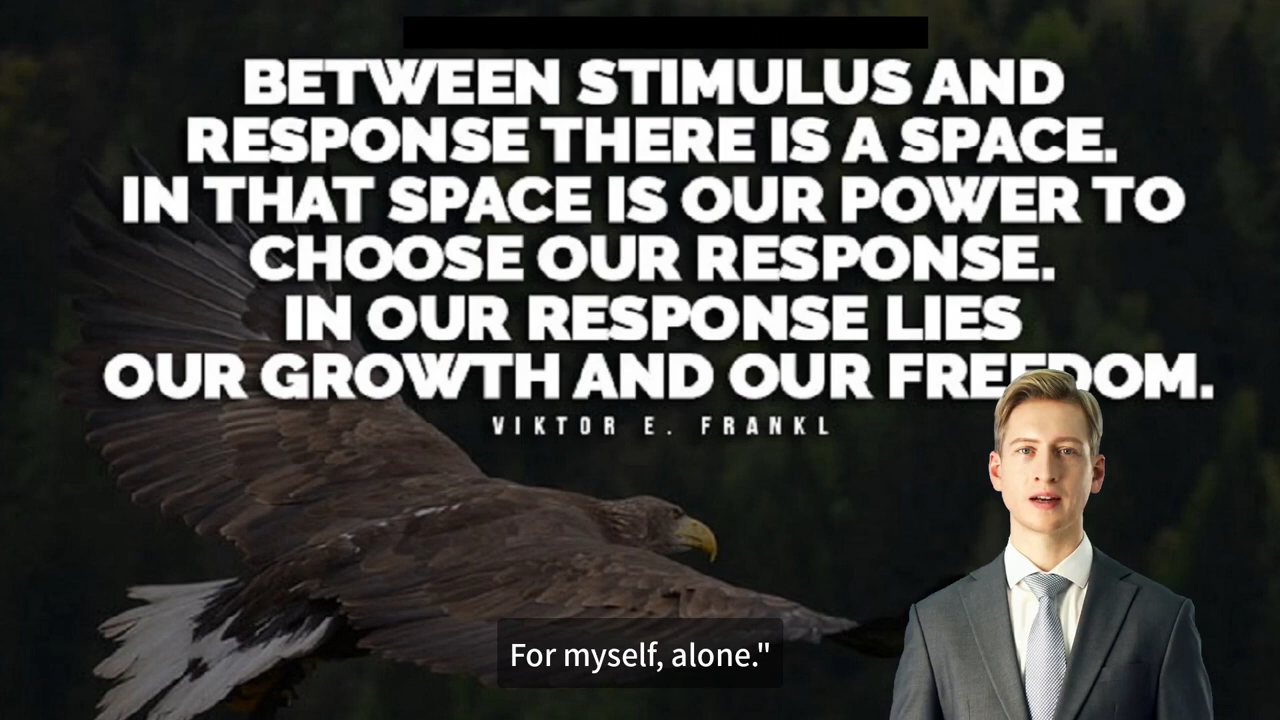 BETWEEN STIMULUS AND
RESPONSE THERE IS A SPACE.
IN THAT SPACE IS OUR POWER TO
CHOOSE OUR RESPONSE.
IN OUR RESPONSE LIES
OUR GROWTH AND OUR FREEDOM.
VIKTOR E. FRANKL
For myself, alone."